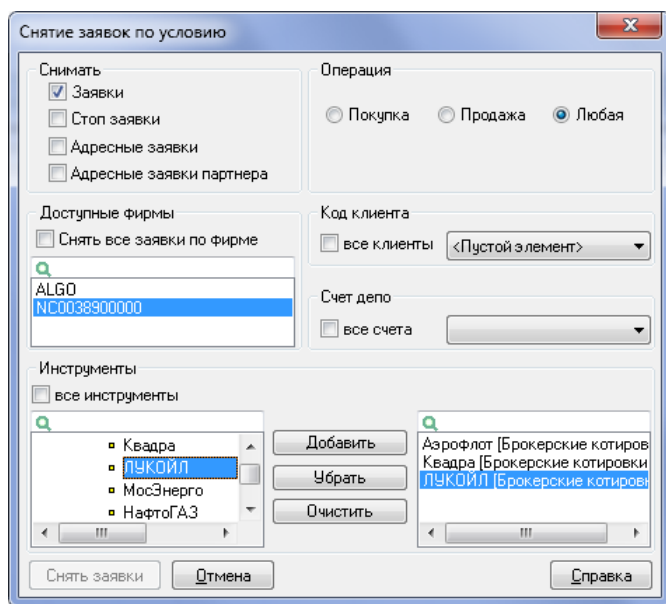 Снятие заявок по условию
Снимать
Заявки
Стоп заявки
Адресные заявки
Адресные заявки партнера
Операция
Покупка Продажа Любая
Доступные фирмы
Снять все заявки по фирме
ALGO
NC0038900000
Код клиента
все клиенты <Пустой элемент>
Счет депо
все счета
Инструменты
все инструменты
Квадра
ЛУКОЙЛ
МосЭнерго
НафтоГАЗ
Добавить
Убрать
Очистить
Аэрофлот [Брокерские котиров
Квадра [Брокерские котировки
ЛУКОЙЛ [Брокерские котировк
Снять заявки Отмена Справка